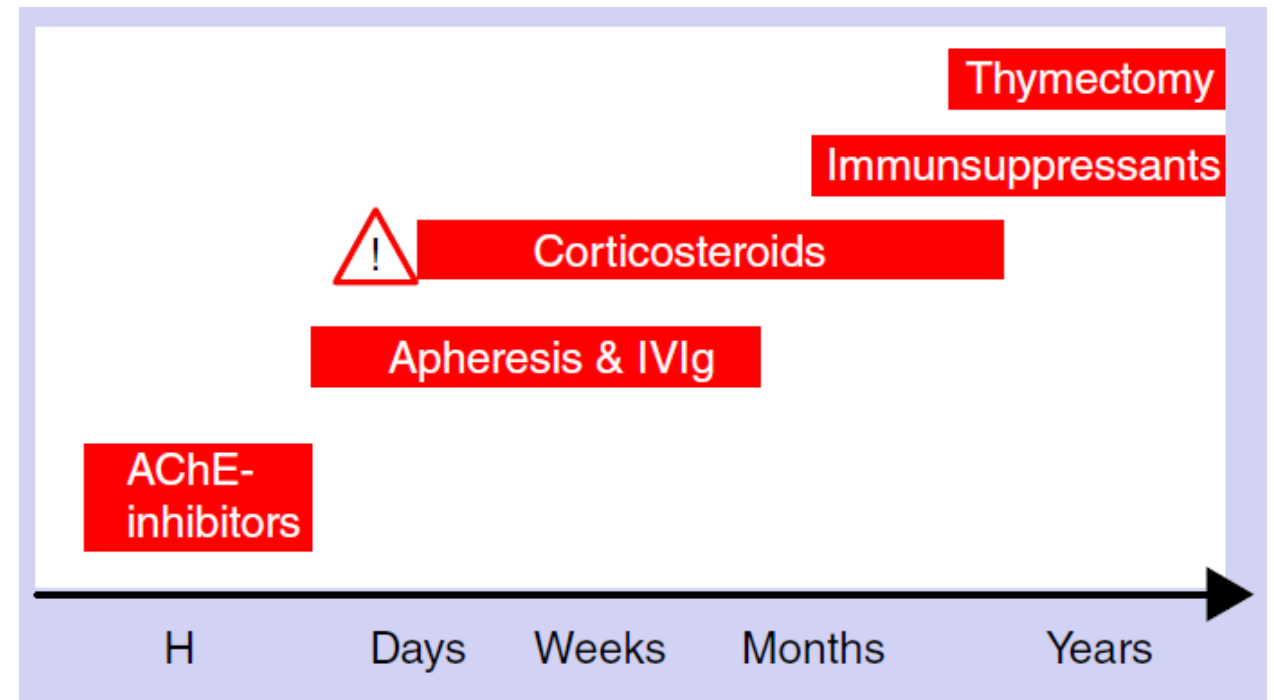 Thymectomy
Immunsuppressants
!
Corticosteroids
Apheresis & IVIg
AChE-
inhibitors
H Days Weeks Months Years